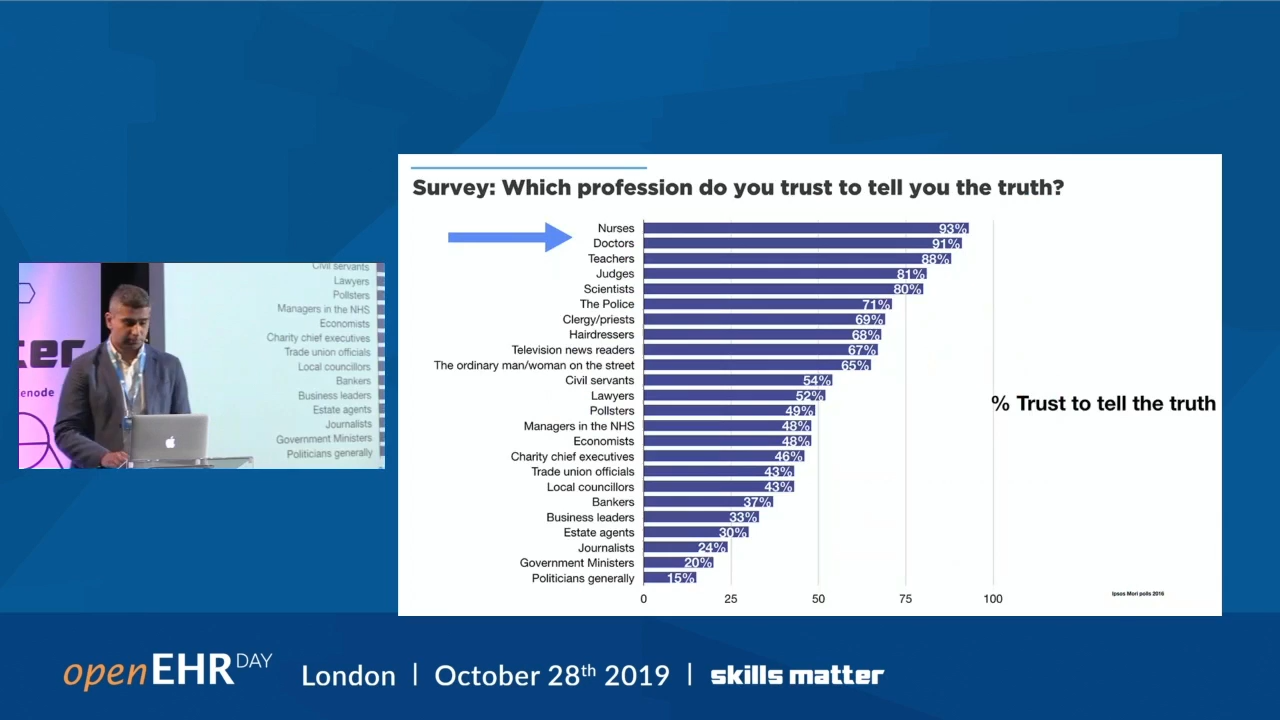 Survey: Which profession do you trust to tell you the truth?
Nurses 93%
Doctors 91%
Teachers 88%
Judges 81%
Scientists 80%
The Police 71%
Clergy/priests 69%
Hairdressers 68%
Television news readers 67%
The ordinary man/woman on the street 65%
Civil servants 54%
Lawyers 52%
Pollsters 49%
Managers in the NHS 48%
Economists 48%
Charity chief executives 46%
Trade union officials 43%
Local councillors 43%
Bankers 37%
Business leaders 33%
Estate agents 30%
Journalists 24%
Government Ministers 20%
Politicians generally 15%
0 25 50 75 100
% Trust to tell the truth
Ipsos Mori polls 2016
Civil servants
Lawyers
Pollsters
Managers in the NHS
Economists
Charity chief executives
Trade union officials
Local councillors
Bankers
Business leaders
Estate agents
Journalists
Government Ministers
Politicians generally
ter
enode
openEHR DAY
London | October 28th 2019 | skills matter